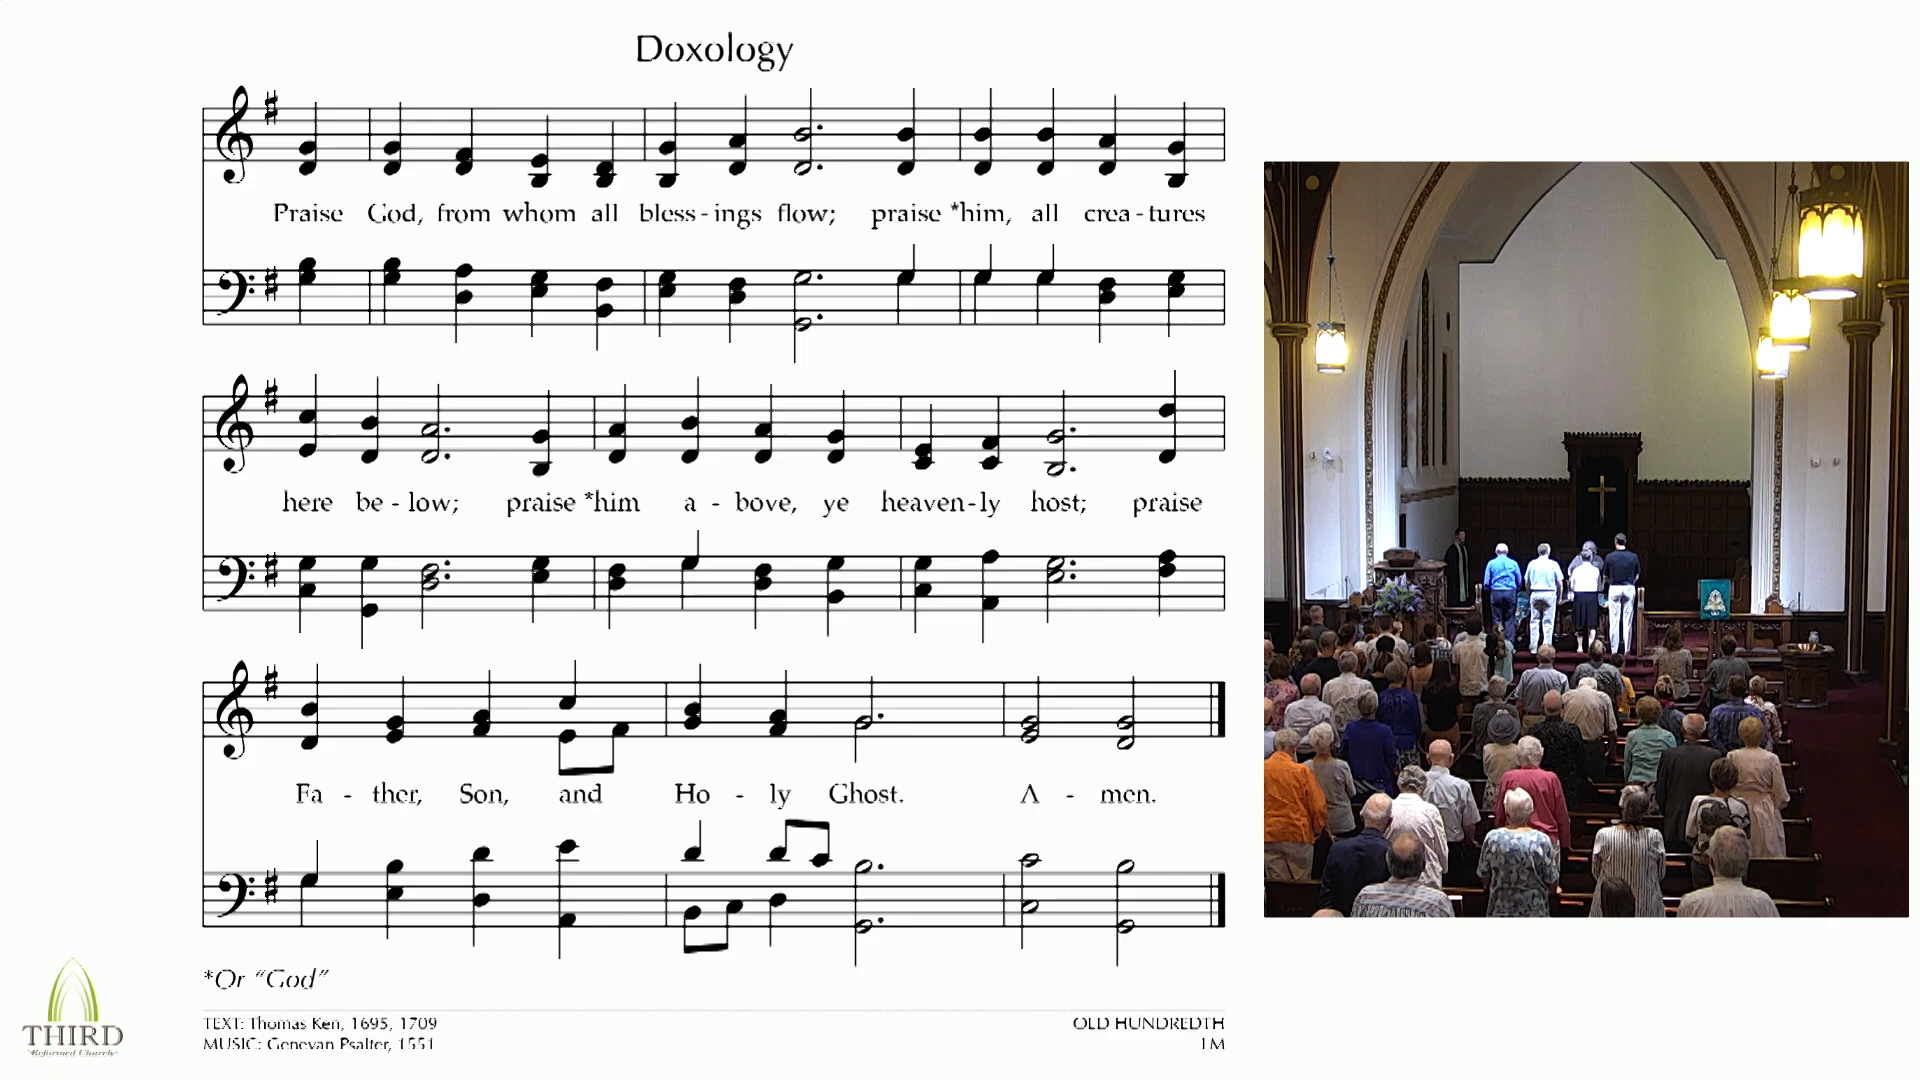 Doxology
Praise God, from whom all bless - ings flow; praise *him, all crea - tures
here be - low; praise *him a - bove, ye heaven - ly host; praise
Fa - ther, Son, and Ho - ly Ghost. A - men.
*Or “God”
TEXT: Thomas Ken, 1695, 1709
MUSIC: Genevan Psalter, 1551
OLD HUNDREDTH
LM
THIRD
Reformed Church